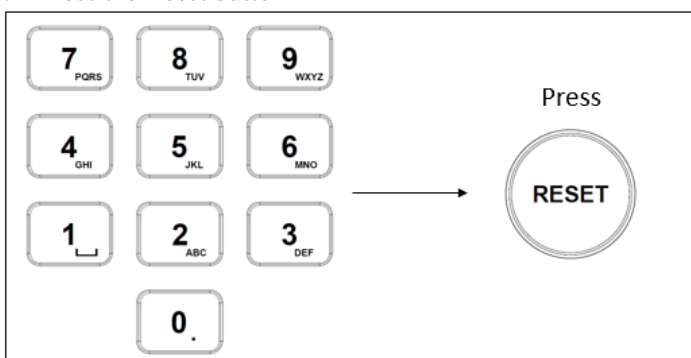 7 PQRS 8 TUV 9 WXYZ
Press
4 GHI 5 JKL 6 MNO
RESET
1 2 ABC 3 DEF
0 .